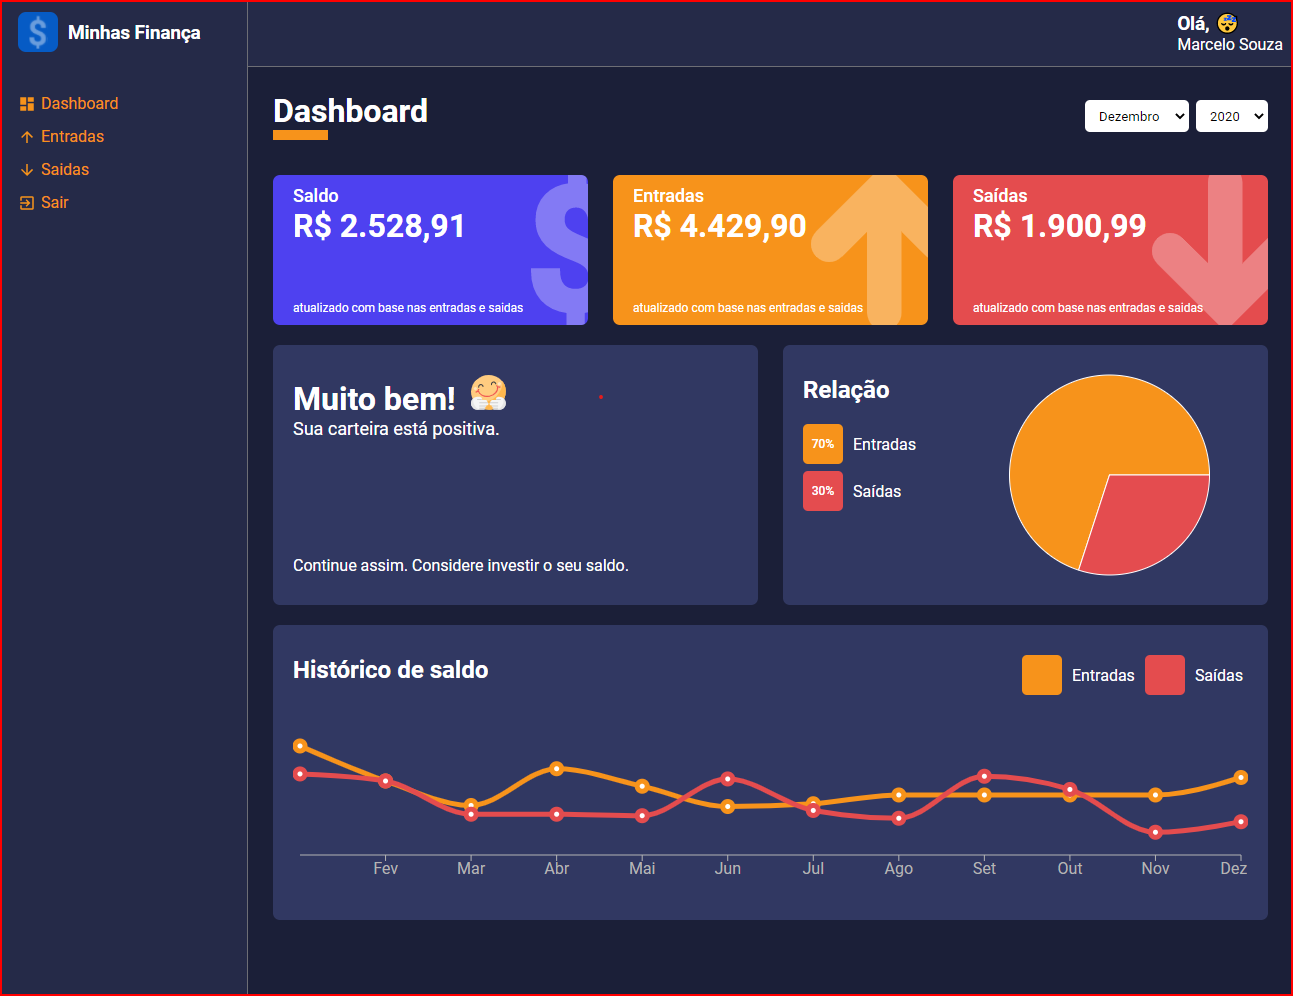 Minhas Finança
Olá,
Marcelo Souza
Dashboard
Entradas
Saidas
Sair
Dashboard
Dezembro
2020
Saldo
R$ 2.528,91
atualizado com base nas entradas e saidas
Entradas
R$ 4.429,90
atualizado com base nas entradas e saidas
Saídas
R$ 1.900,99
atualizado com base nas entradas e saidas
Muito bem!
Sua carteira está positiva.
Continue assim. Considere investir o seu saldo.
Relação
70% Entradas
30% Saídas
Histórico de saldo
Entradas Saídas
Fev Mar Abr Mai Jun Jul Ago Set Out Nov Dez